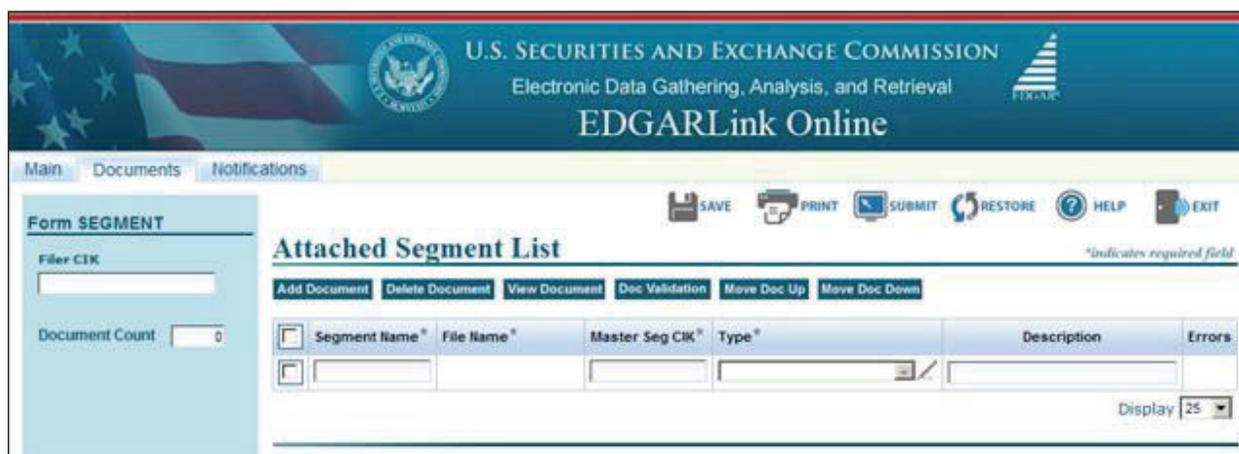 U.S. SECURITIES AND EXCHANGE COMMISSION
Electronic Data Gathering, Analysis, and Retrieval
EDGAR
EDGARLink Online
Main Documents Notifications
SAVE PRINT SUBMIT RESTORE HELP EXIT
Form SEGMENT
Attached Segment List
*indicates required field
Filer CIK
Add Document Delete Document View Document Doc Validation Move Doc Up Move Doc Down
Document Count 0
Segment Name* File Name* Master Seg CIK* Type* Description Errors
Display 25